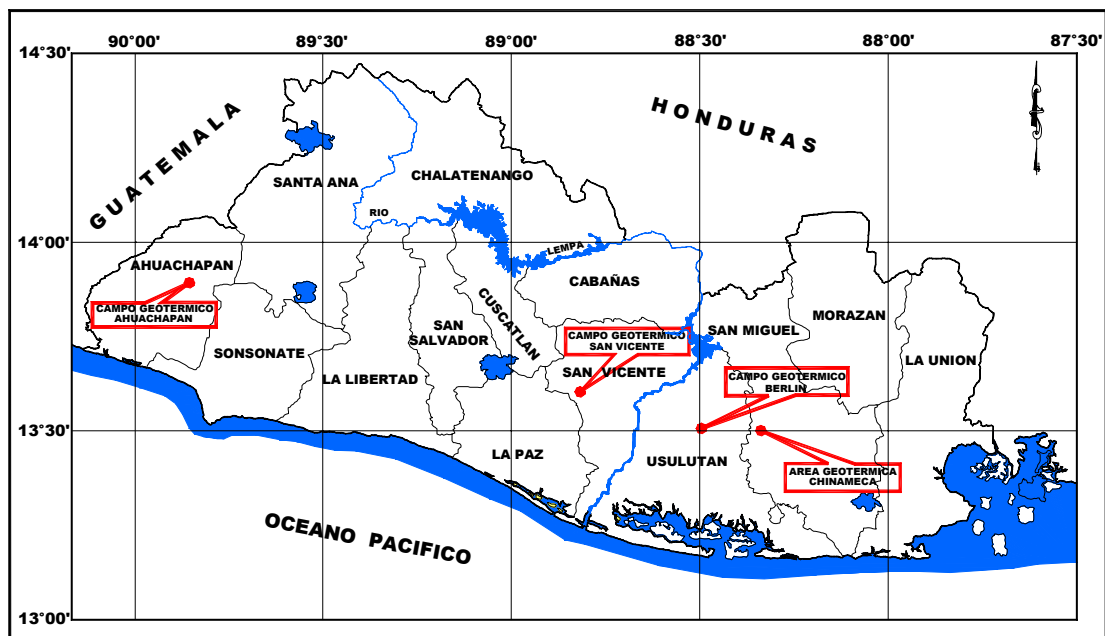 90°00' 89°30' 89°00' 88°30' 88°00' 87°30'
14°30'
GUATEMALA
HONDURAS
SANTA ANA
CHALATENANGO
RIO
LEMPA
14°00'
AHUACHAPAN
CAMPO GEOTERMICO
AHUACHAPAN
SONSONATE
LA LIBERTAD
SAN
SALVADOR
CUSCATLAN
CABAÑAS
CAMPO GEOTERMICO
SAN VICENTE
SAN VICENTE
SAN MIGUEL
MORAZAN
LA UNION
CAMPO GEOTERMICO
BERLIN
13°30'
LA PAZ
USULUTAN
AREA GEOTERMICA
CHINAMECA
OCEANO PACIFICO
13°00'